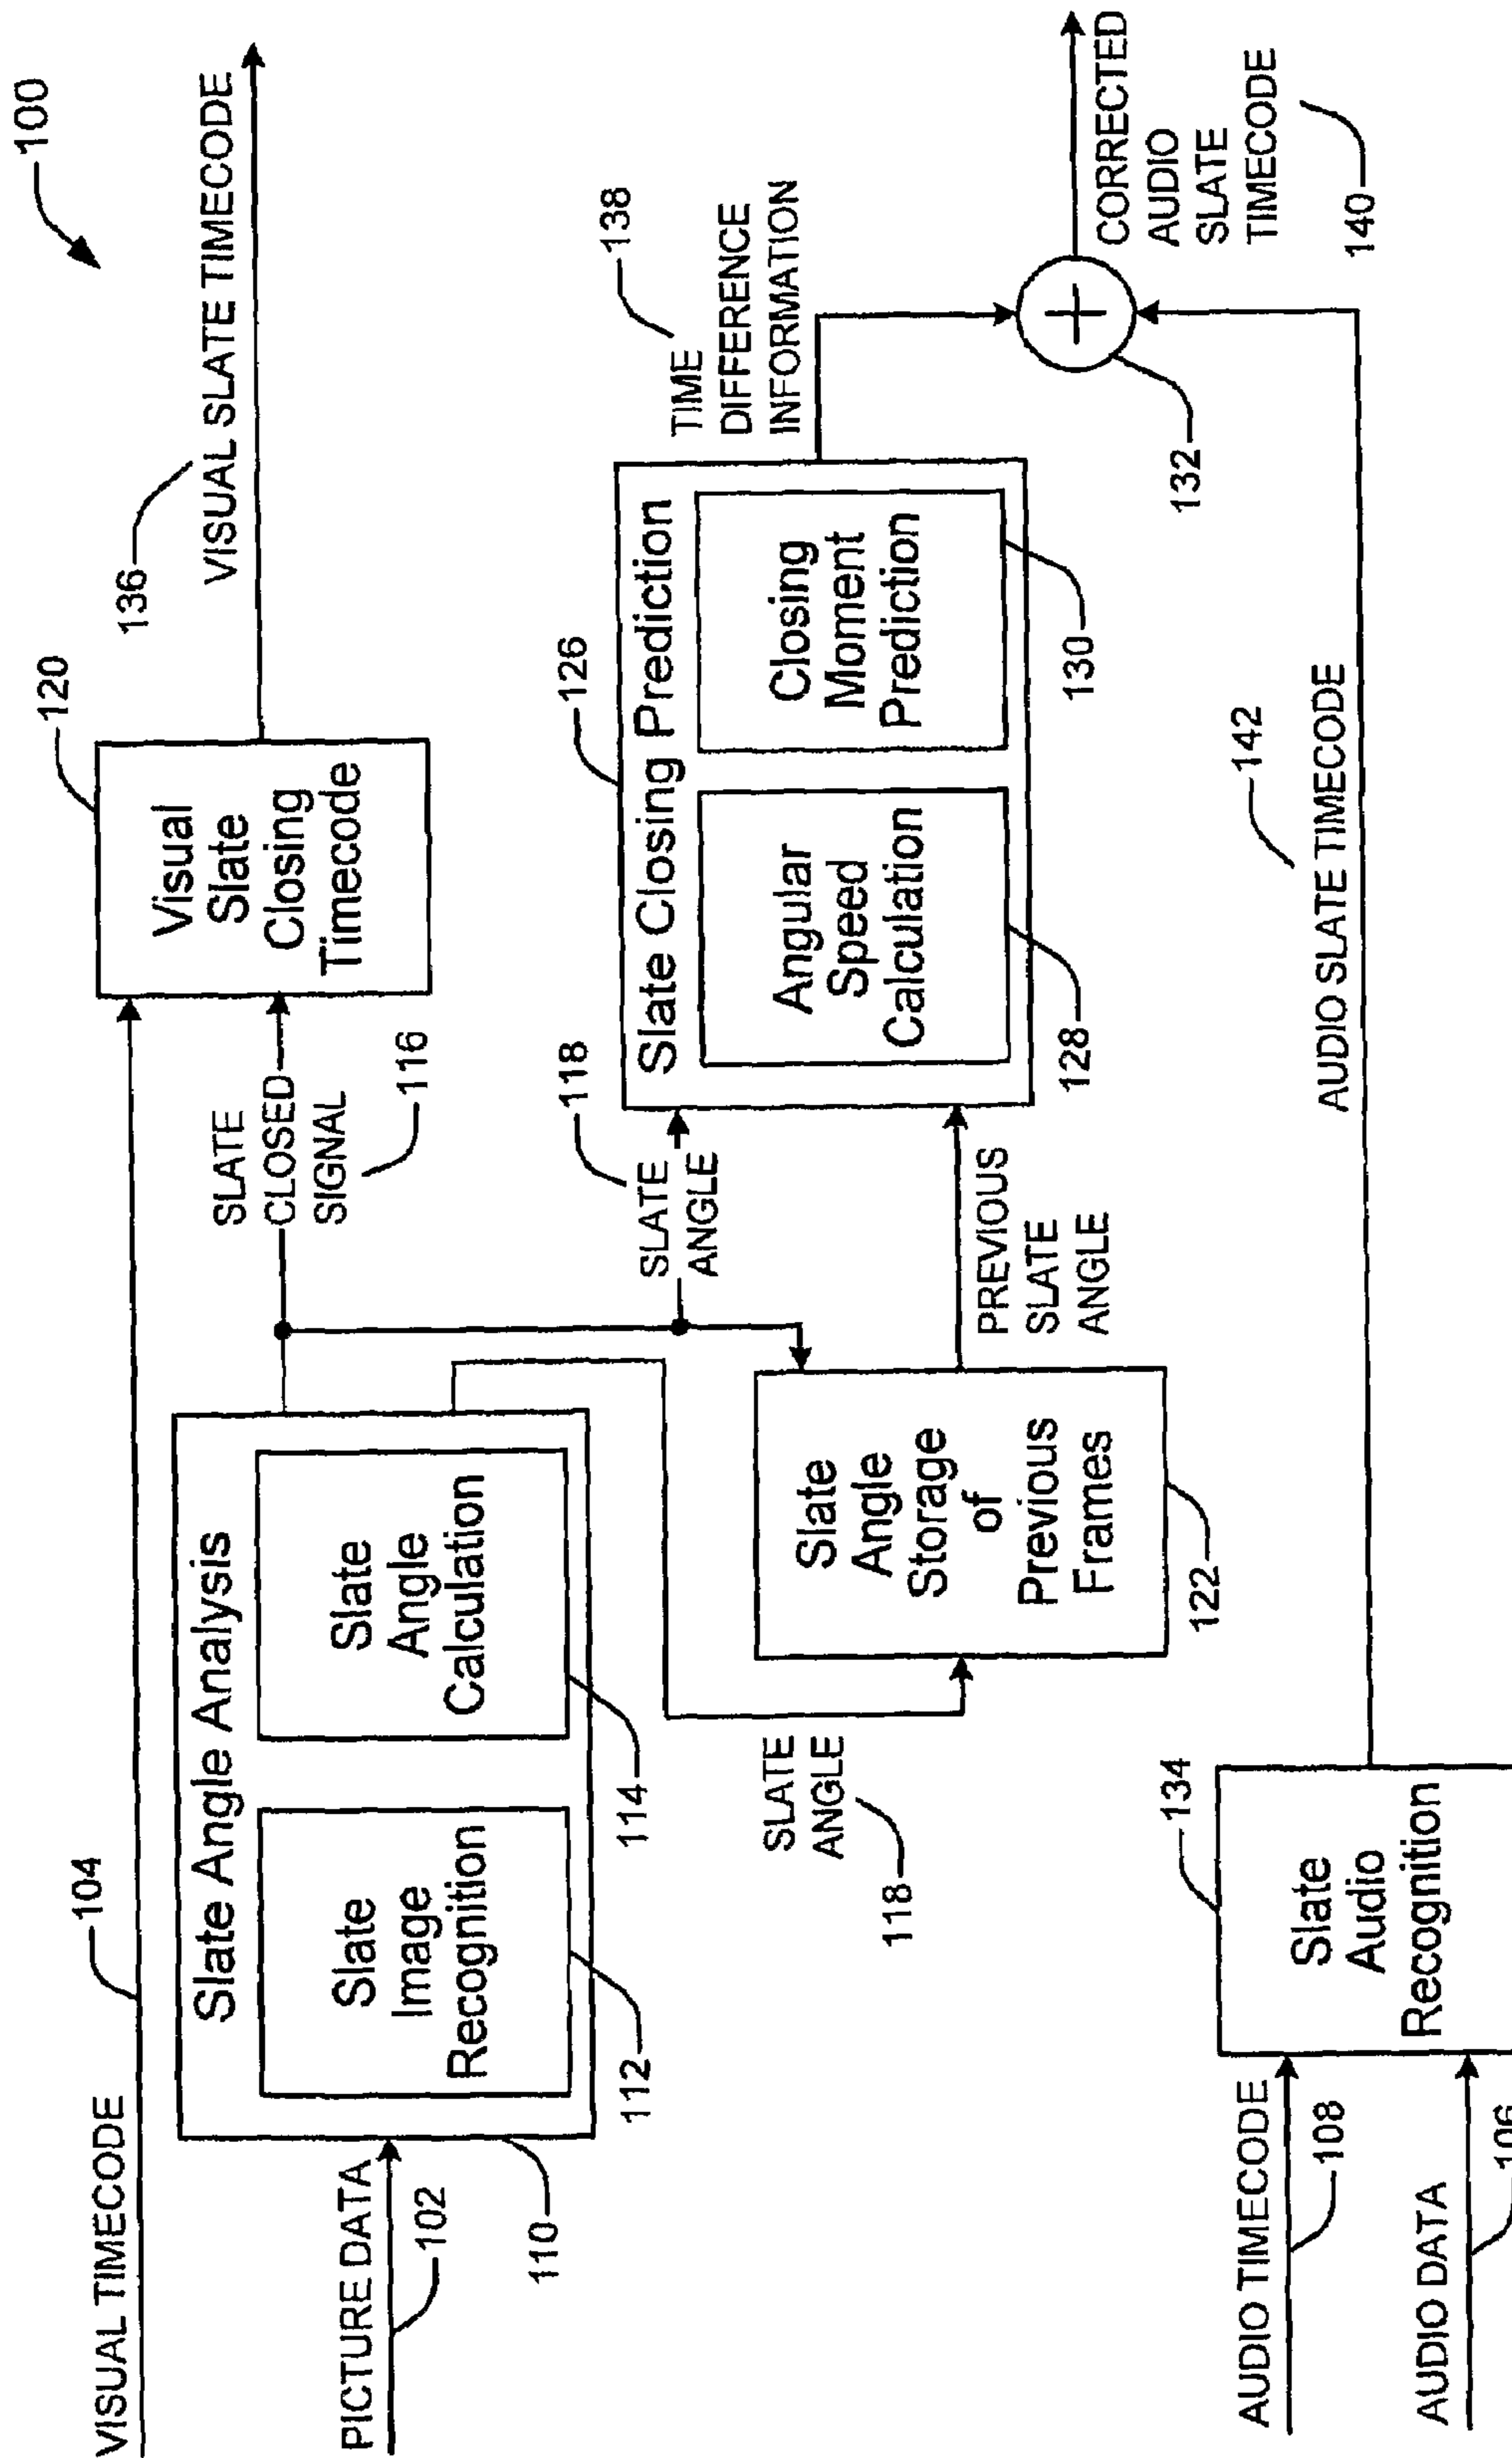 100
VISUAL TIMECODE
104
PICTURE DATA
102
110
Slate Angle Analysis
Slate
Image
Recognition
112
Slate
Angle
Calculation
114
SLATE
CLOSED
SIGNAL
116
Visual
Slate
Closing
Timecode
120
136
VISUAL SLATE TIMECODE
SLATE
ANGLE
118
Slate
Angle
Storage
of
Previous
Frames
122
118
SLATE
ANGLE
PREVIOUS
SLATE
ANGLE
126
Slate Closing Prediction
Angular
Speed
Calculation
128
Closing
Moment
Prediction
130
138
TIME
DIFFERENCE
INFORMATION
132
CORRECTED
AUDIO
SLATE
TIMECODE
140
AUDIO TIMECODE
108
AUDIO DATA
106
134
Slate
Audio
Recognition
142
AUDIO SLATE TIMECODE